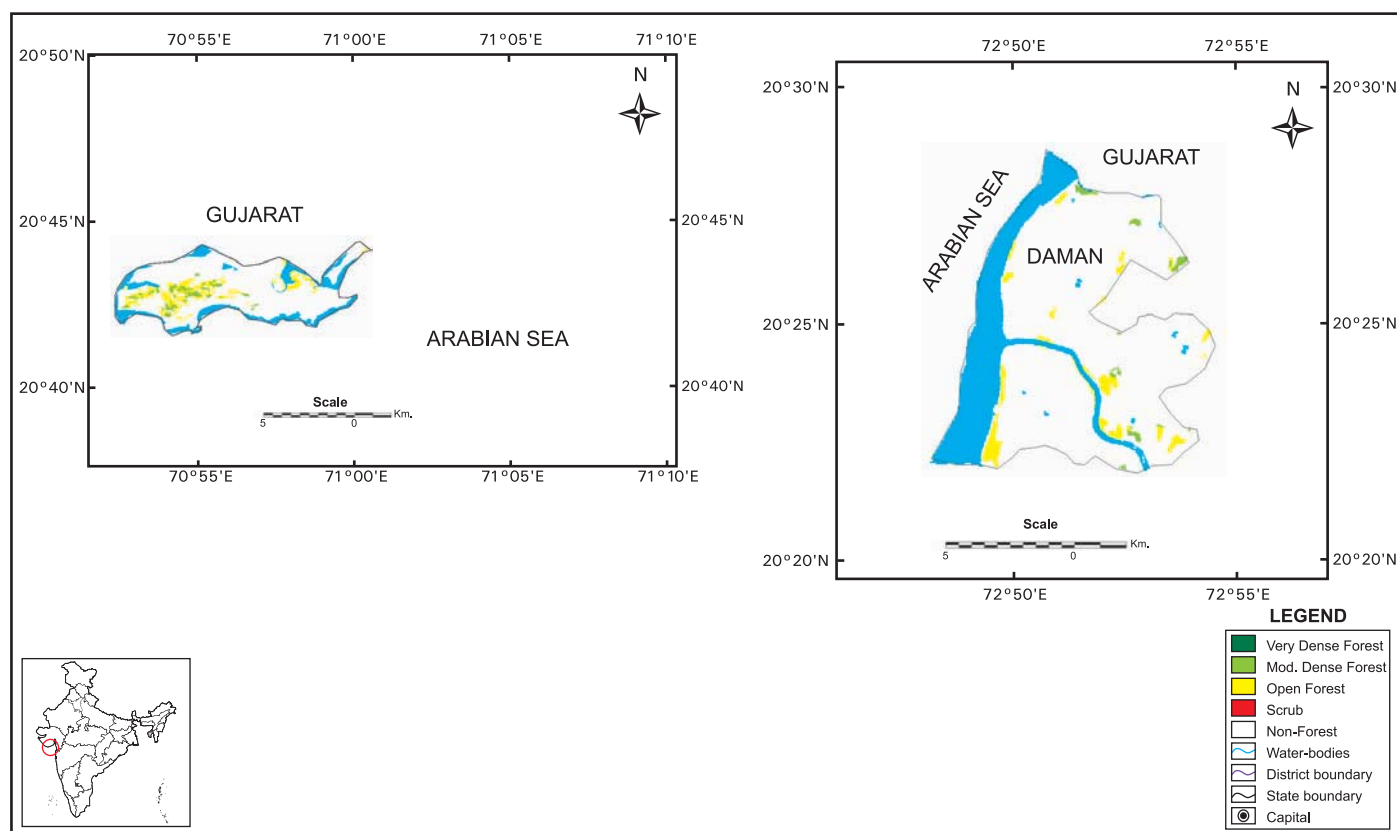 70°55'E 71°00'E 71°05'E 71°10'E
20°50'N
N
GUJARAT
20°45'N 20°45'N
ARABIAN SEA
20°40'N 20°40'N
Scale
5 0 Km.
70°55'E 71°00'E 71°05'E 71°10'E
72°50'E 72°55'E
20°30'N 20°30'N
N
GUJARAT
ARABIAN SEA
DAMAN
20°25'N 20°25'N
Scale
5 0 Km.
20°20'N 20°20'N
72°50'E 72°55'E
LEGEND
Very Dense Forest
Mod. Dense Forest
Open Forest
Scrub
Non-Forest
Water-bodies
District boundary
State boundary
Capital